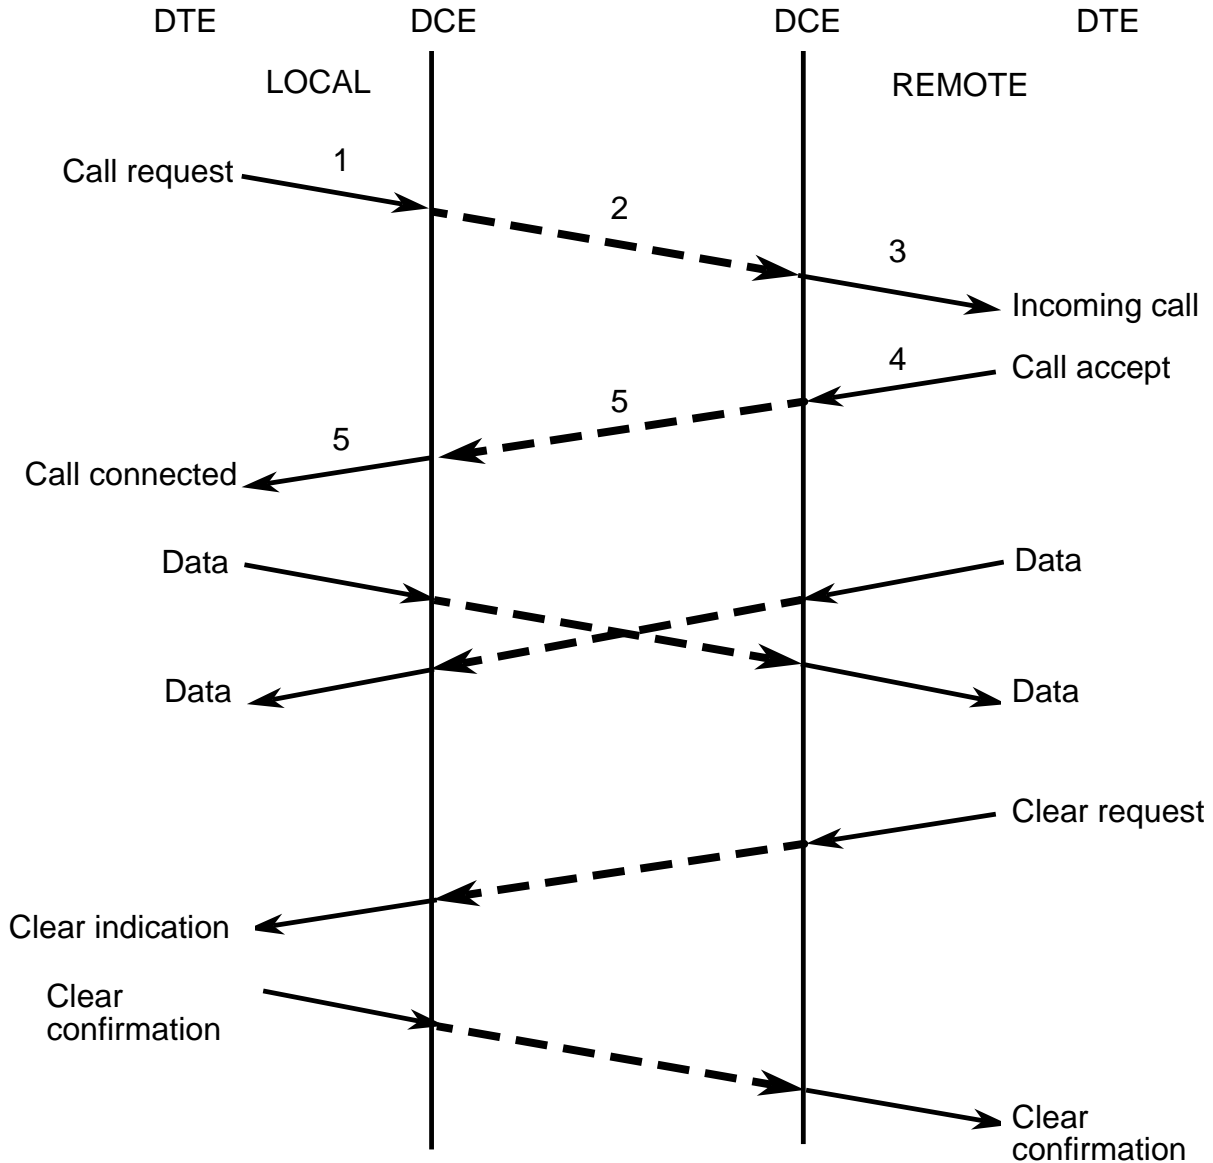 DTE DCE DCE DTE
LOCAL REMOTE
1
Call request
2
3
Incoming call
4
Call accept
5
5
Call connected
Data Data
Data Data
Clear request
Clear indication
Clear
confirmation
Clear
confirmation